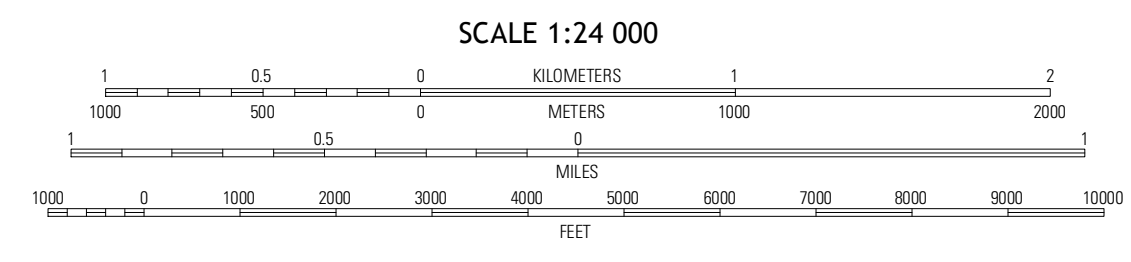 SCALE 1:24 000
1 0.5 0 KILOMETERS 1 2
1000 500 0 METERS 1000 2000
1 0.5 0 1
MILES
1000 0 1000 2000 3000 4000 5000 6000 7000 8000 9000 10000
FEET